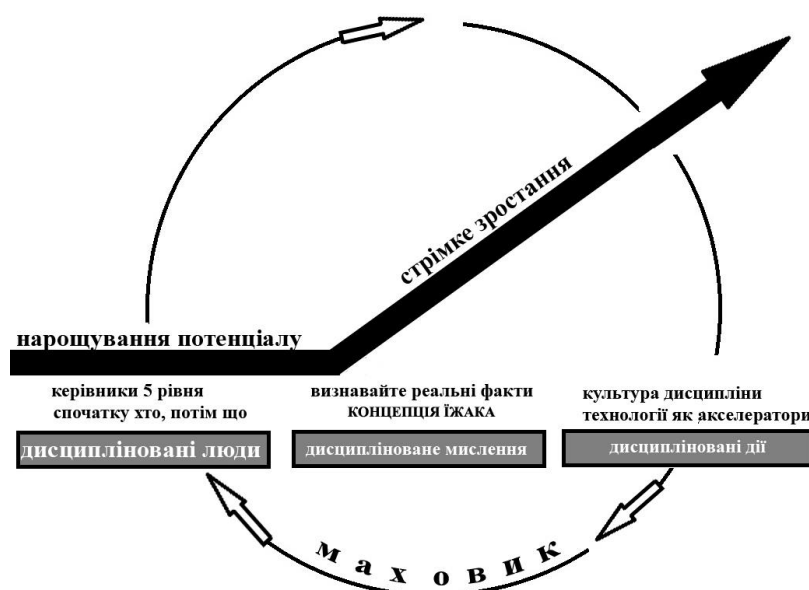 стрімке зростання
нарощування потенціалу
керівники 5 рівня
спочатку хто, потім що
дисципліновані люди
визнавайте реальні факти
КОНЦЕПЦІЯ ЇЖАКА
дисципліноване мислення
культура дисципліни
технології як акселератори
дисципліновані дії
маховик